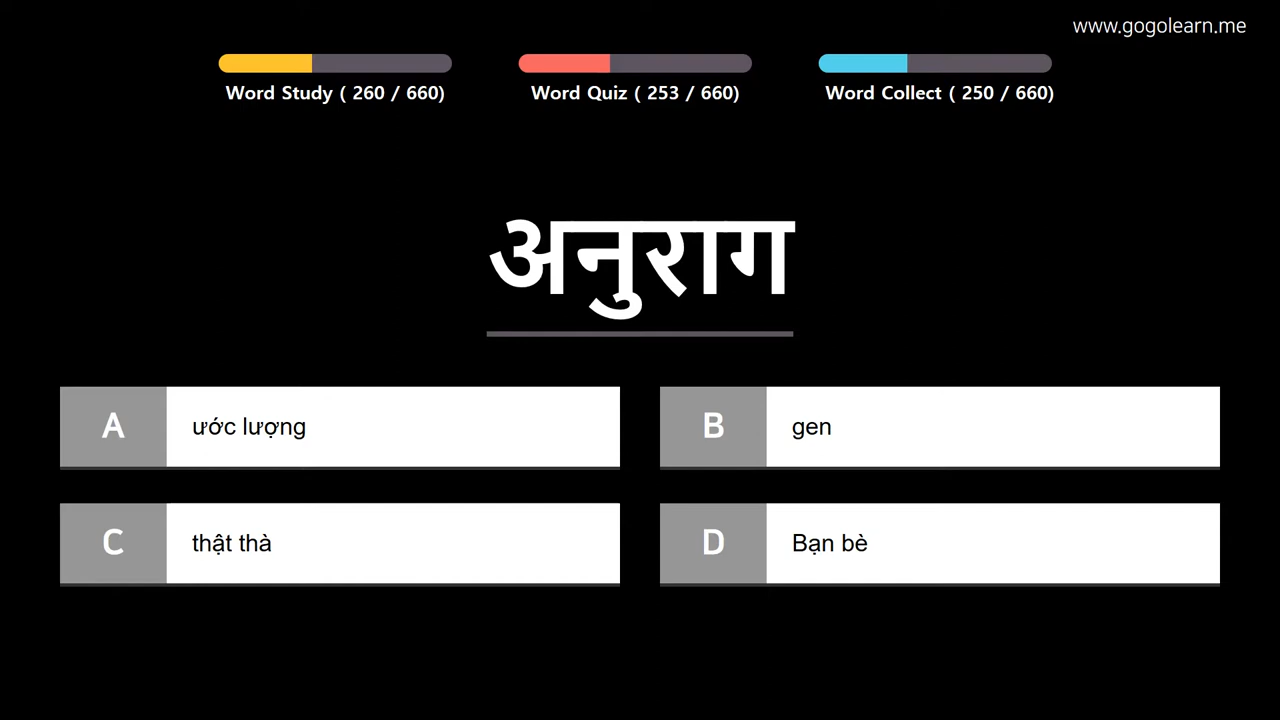 www.gogolearn.me
Word Study ( 260 / 660)
Word Quiz ( 253 / 660)
Word Collect ( 250 / 660)
अनुराग
A
ước lượng
B
gen
C
thật thà
D
Bạn bè